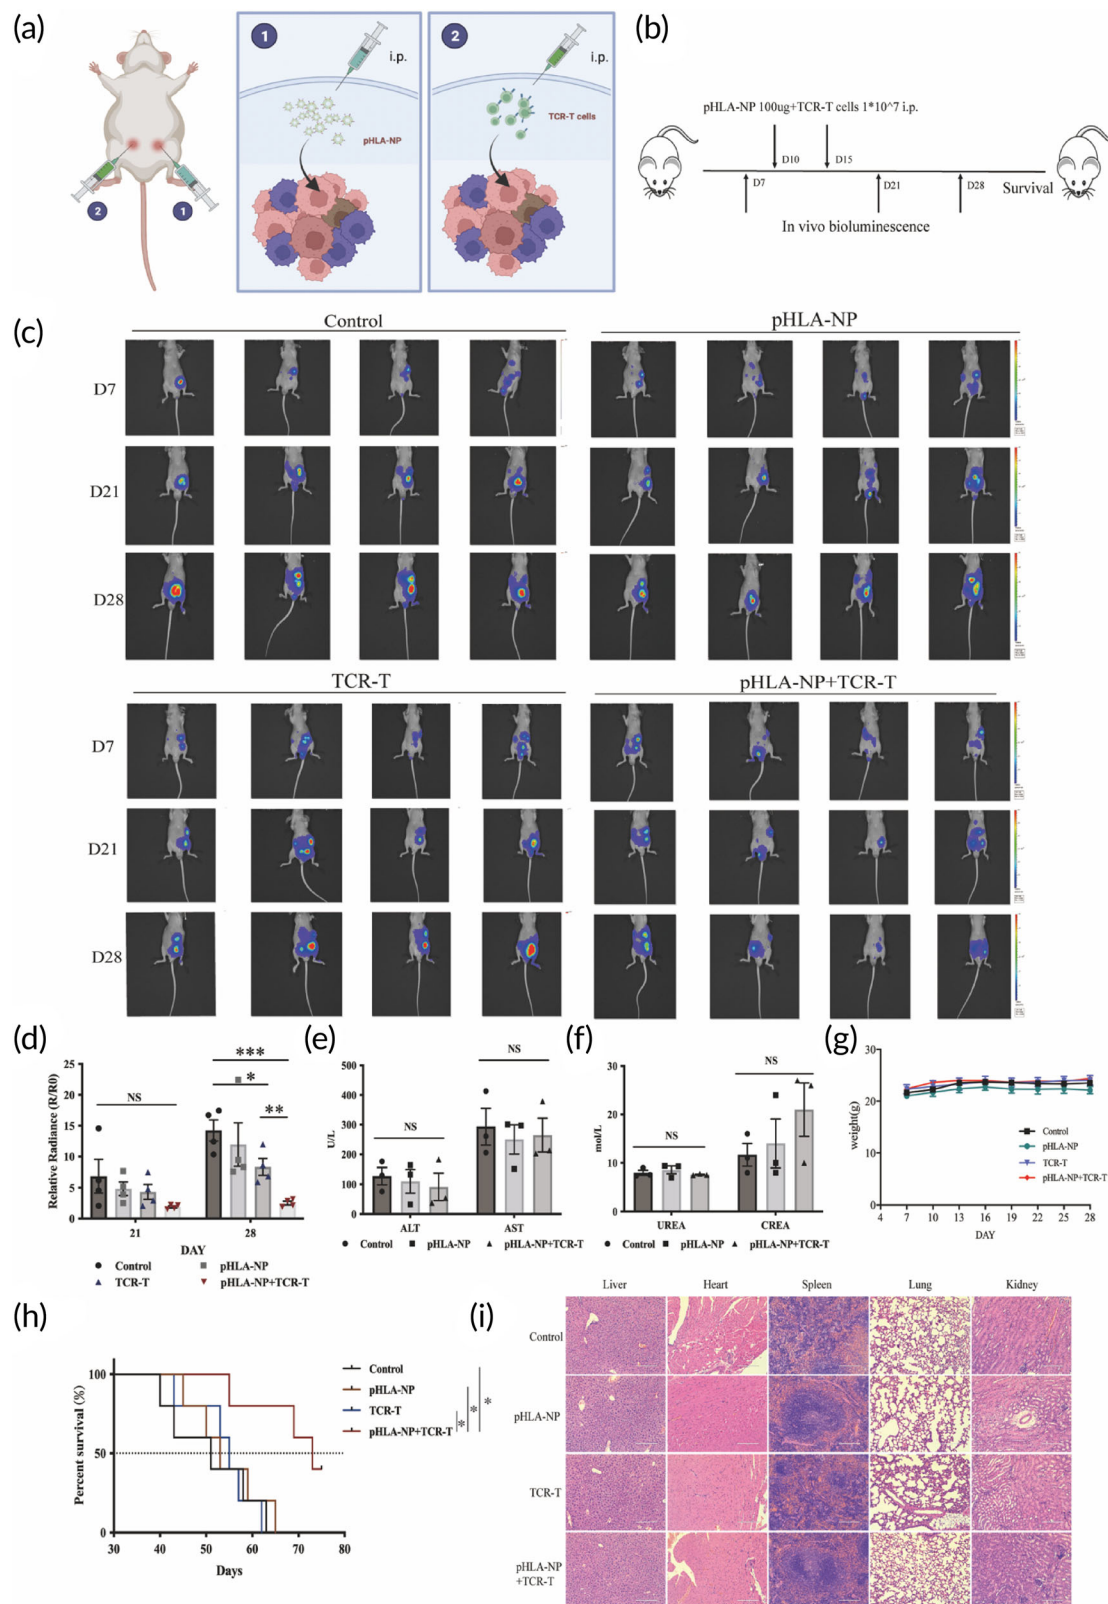 (a)
1
i.p.
pHLA-NP
2
i.p.
TCR-T cells
2
1
(b)
pHLA-NP 100ug+TCR-T cells 1*10^7 i.p.
D10
D15
D7
D21
D28
Survival
In vivo bioluminescence
(c)
Control
pHLA-NP
D7
D21
D28
TCR-T
pHLA-NP+TCR-T
D7
D21
D28
(d)
Relative Radiance (R/R0)
25
20
15
10
5
0
NS
***
*
**
21
28
DAY
Control
pHLA-NP
TCR-T
pHLA-NP+TCR-T
(e)
U/L
500
400
300
200
100
0
NS
NS
ALT
AST
Control
pHLA-NP
pHLA-NP+TCR-T
(f)
mol/L
30
20
10
0
NS
NS
UREA
CREA
Control
pHLA-NP
pHLA-NP+TCR-T
(g)
weight(g)
30
20
10
0
4
7
10
13
16
19
22
25
28
DAY
Control
pHLA-NP
TCR-T
pHLA-NP+TCR-T
(h)
Percent survival (%)
100
50
0
30
40
50
60
70
80
Days
Control
pHLA-NP
TCR-T
pHLA-NP+TCR-T
*
*
*
(i)
Liver
Heart
Spleen
Lung
Kidney
Control
pHLA-NP
TCR-T
pHLA-NP
+TCR-T